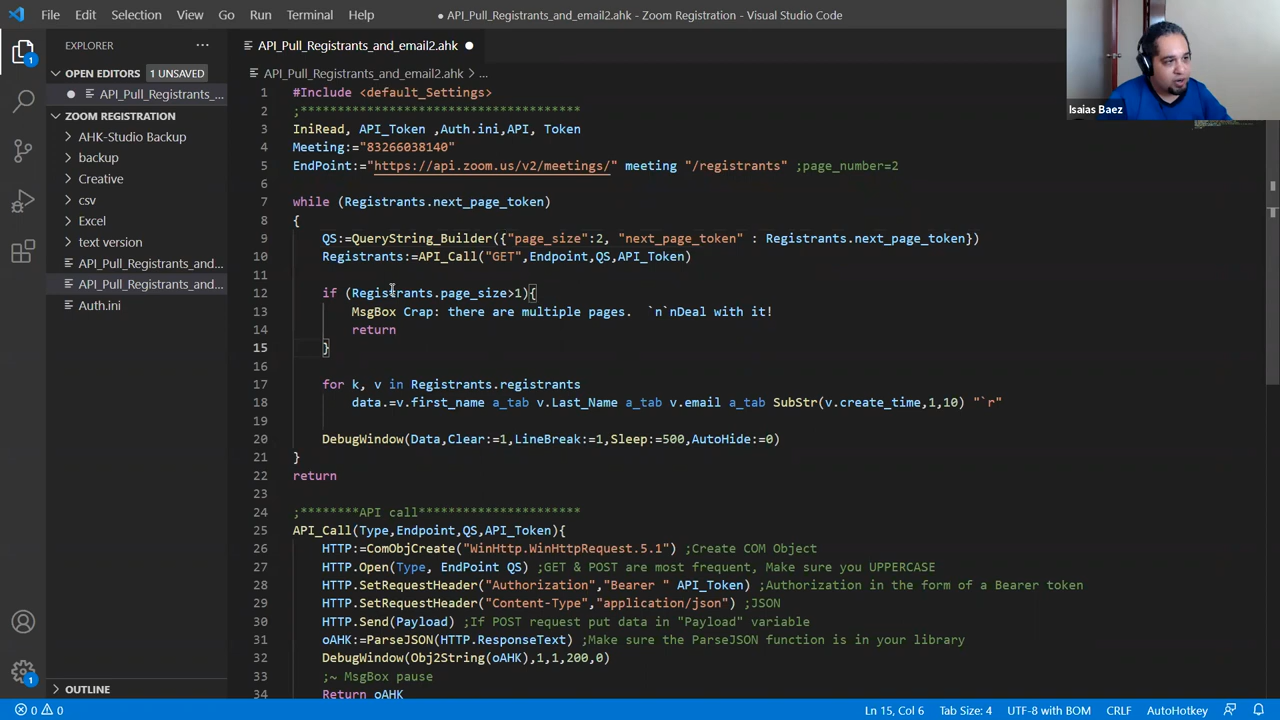 File Edit Selection View Go Run Terminal Help
● API_Pull_Registrants_and_email2.ahk - Zoom Registration - Visual Studio Code
EXPLORER
OPEN EDITORS 1 UNSAVED
API_Pull_Registrants_...
ZOOM REGISTRATION
AHK-Studio Backup
backup
Creative
csv
Excel
text version
API_Pull_Registrants_and...
API_Pull_Registrants_and...
Auth.ini
OUTLINE
API_Pull_Registrants_and_email2.ahk
API_Pull_Registrants_and_email2.ahk > ...
1 #Include <default_Settings>
2 ;**************************************
3 IniRead, API_Token ,Auth.ini,API, Token
4 Meeting:="83266038140"
5 EndPoint:="https://api.zoom.us/v2/meetings/" meeting "/registrants" ;page_number=2
6
7 while (Registrants.next_page_token)
8 {
9 QS:=QueryString_Builder({"page_size":2, "next_page_token" : Registrants.next_page_token})
10 Registrants:=API_Call("GET",Endpoint,QS,API_Token)
11
12 if (Registrants.page_size>1){
13 MsgBox Crap: there are multiple pages. `n`nDeal with it!
14 return
15 }
16
17 for k, v in Registrants.registrants
18 data.=v.first_name a_tab v.Last_Name a_tab v.email a_tab SubStr(v.create_time,1,10) "`r"
19
20 DebugWindow(Data,Clear:=1,LineBreak:=1,Sleep:=500,AutoHide:=0)
21 }
22 return
23
24 ;********API call***********************
25 API_Call(Type,Endpoint,QS,API_Token){
26 HTTP:=ComObjCreate("WinHttp.WinHttpRequest.5.1") ;Create COM Object
27 HTTP.Open(Type, EndPoint QS) ;GET & POST are most frequent, Make sure you UPPERCASE
28 HTTP.SetRequestHeader("Authorization","Bearer " API_Token) ;Authorization in the form of a Bearer token
29 HTTP.SetRequestHeader("Content-Type","application/json") ;JSON
30 HTTP.Send(Payload) ;If POST request put data in "Payload" variable
31 oAHK:=ParseJSON(HTTP.ResponseText) ;Make sure the ParseJSON function is in your library
32 DebugWindow(Obj2String(oAHK),1,1,200,0)
33 ;~ MsgBox pause
34 Return oAHK
Isaias Baez
1
1
0 0
Ln 15, Col 6 Tab Size: 4 UTF-8 with BOM CRLF AutoHotkey